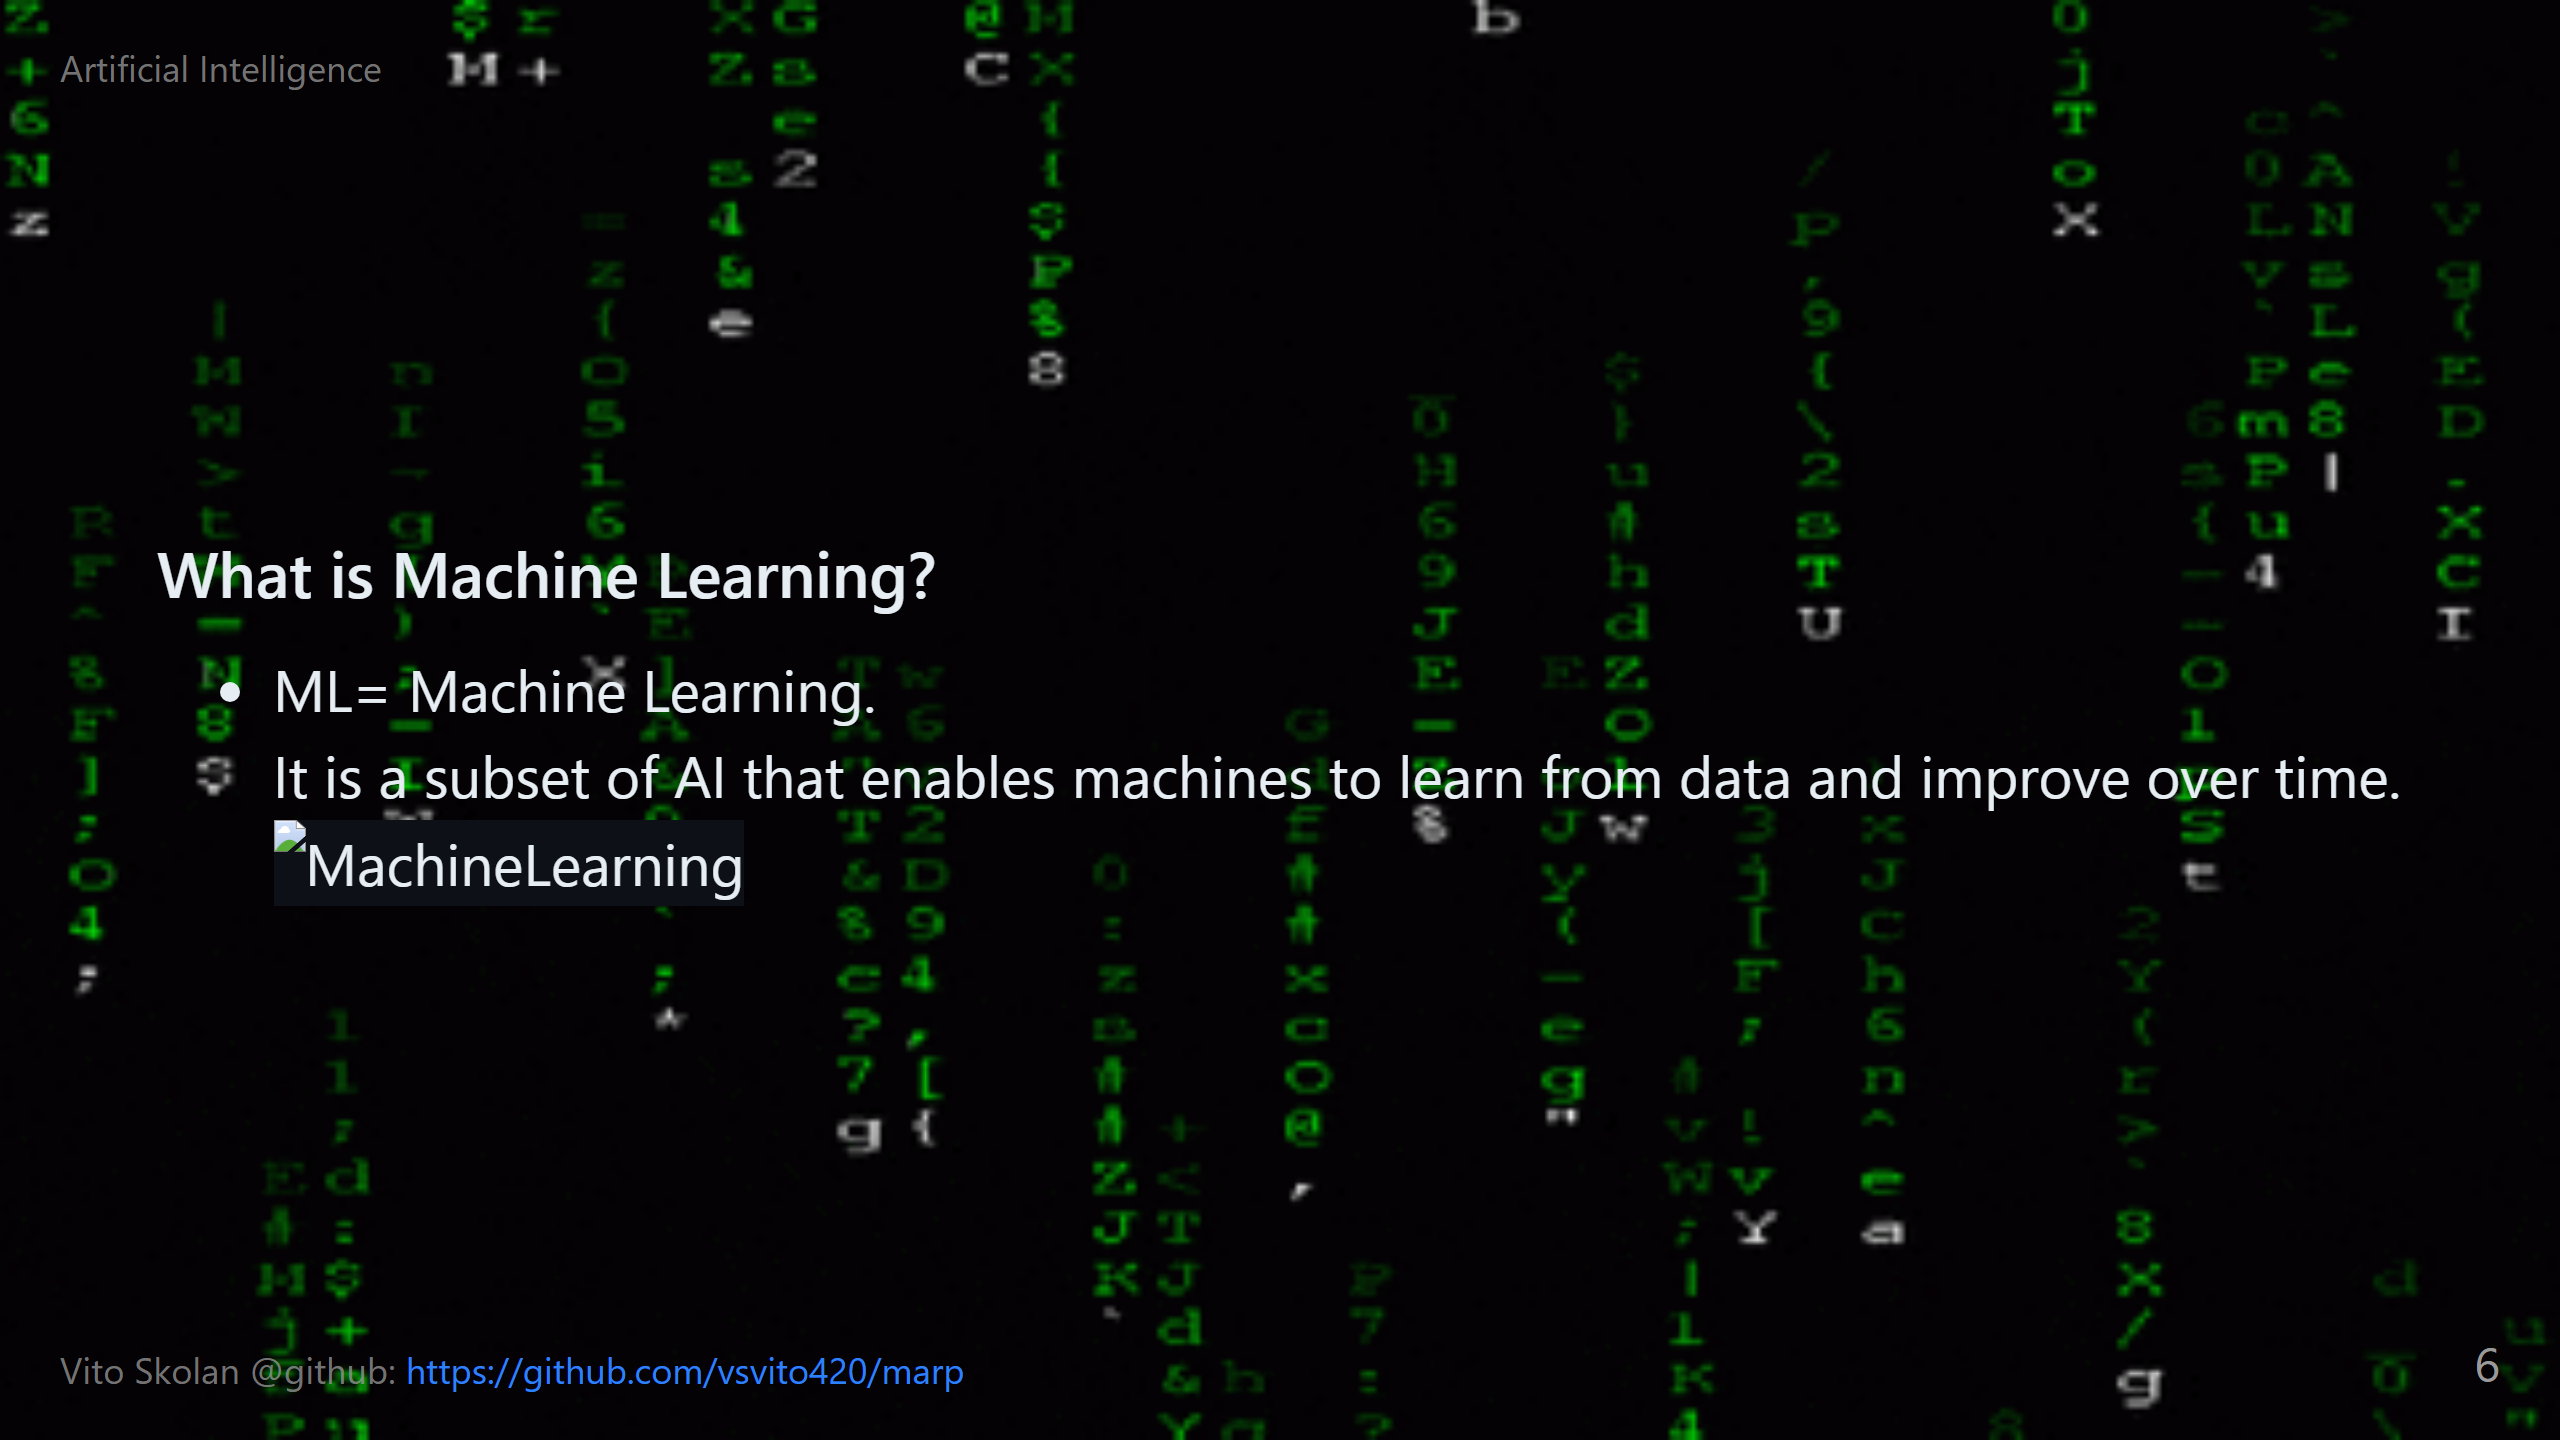 Artificial Intelligence
What is Machine Learning?
• ML= Machine Learning.
It is a subset of AI that enables machines to learn from data and improve over time.
MachineLearning
Vito Skolan @github: https://github.com/vsvito420/marp
6